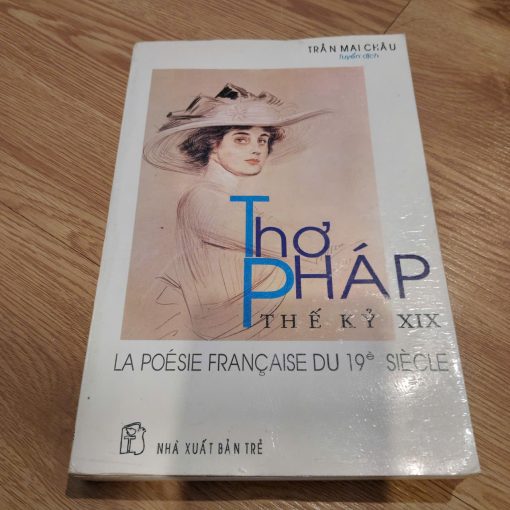 TRẦN MAI CHÂU
tuyển dịch
Thơ
PHÁP
THẾ KỶ XIX
LA POÉSIE FRANÇAISE DU 19è SIÈCLE
NHÀ XUẤT BẢN TRẺ